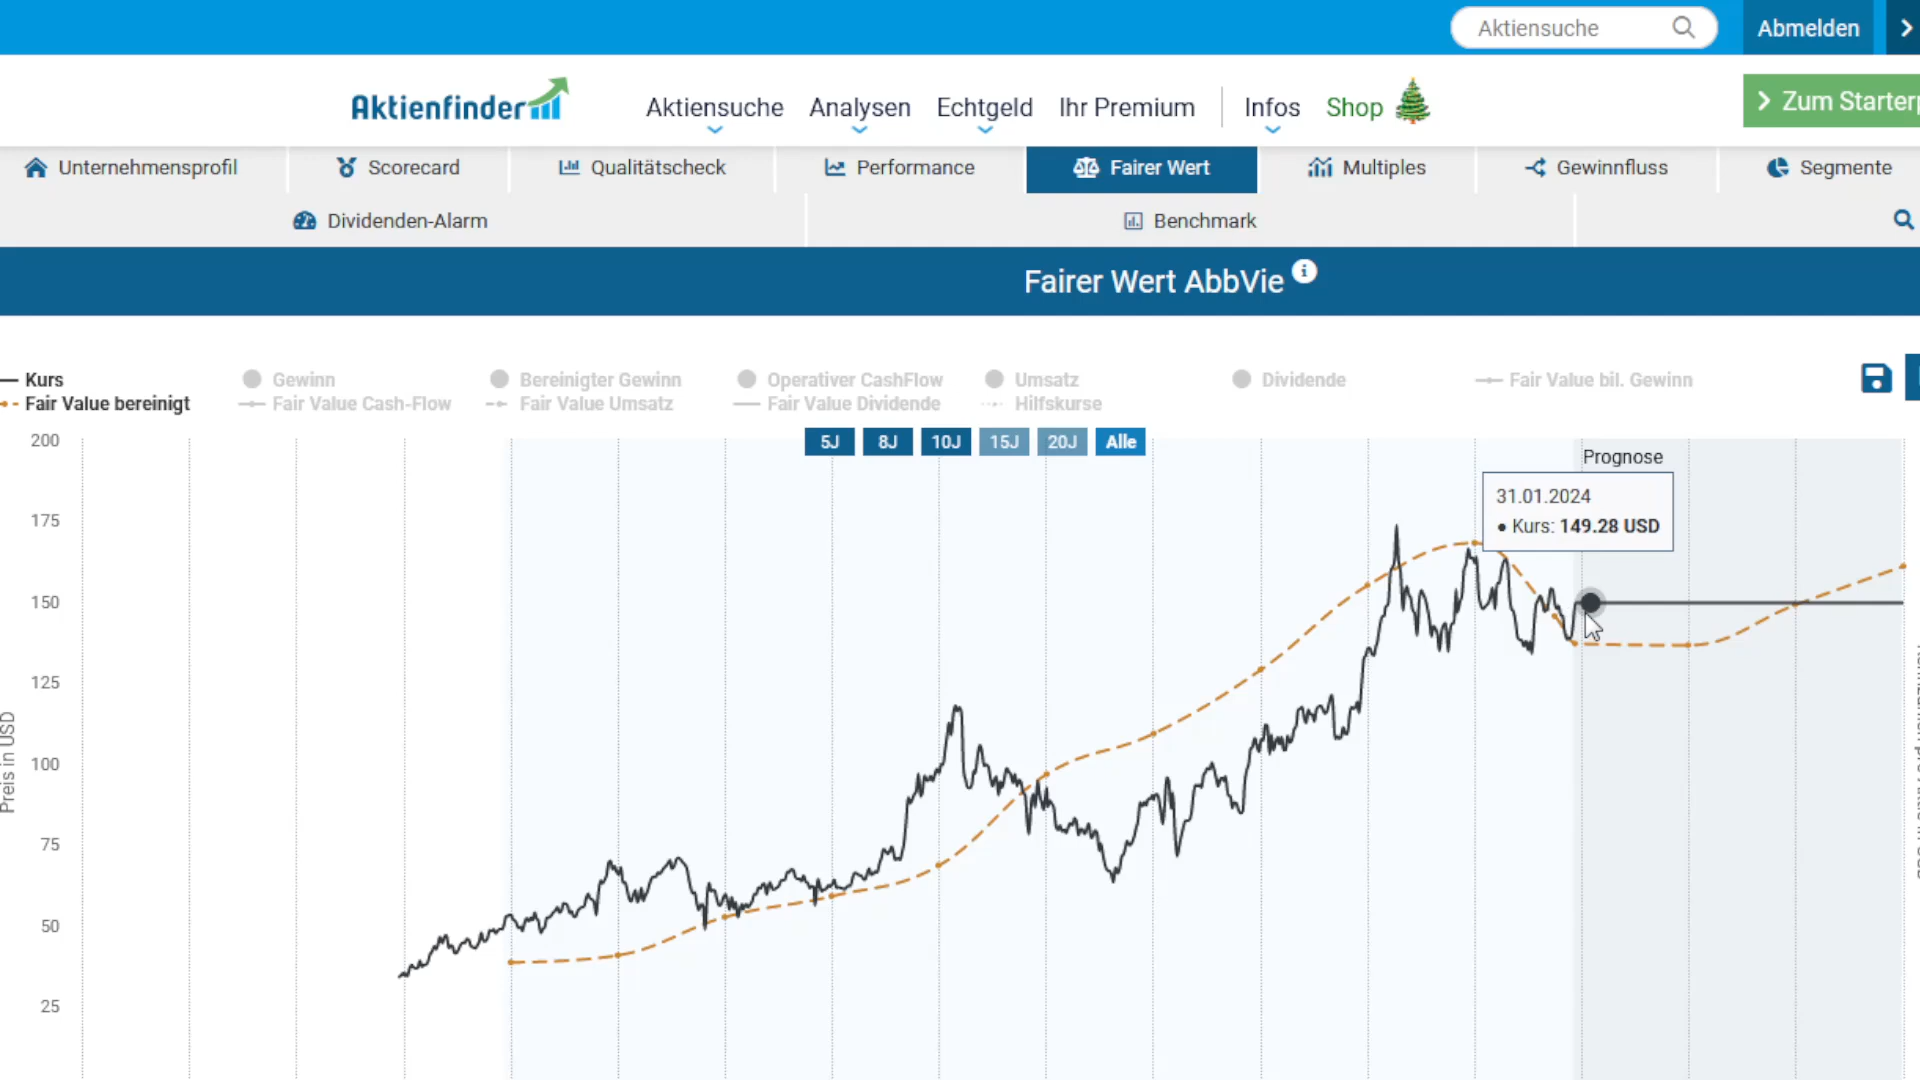 Aktiensuche
Abmelden
Aktienfinder
Aktiensuche Analysen Echtgeld Ihr Premium Infos Shop
Zum Starter
Unternehmensprofil Scorecard Qualitätscheck Performance Fairer Wert Multiples Gewinnfluss Segmente
Dividenden-Alarm Benchmark
Fairer Wert AbbVie
Kurs Gewinn Bereinigter Gewinn Operativer CashFlow Umsatz Dividende Fair Value bil. Gewinn
Fair Value bereinigt Fair Value Cash-Flow Fair Value Umsatz Fair Value Dividende Hilfskurse
5J 8J 10J 15J 20J Alle
Prognose
31.01.2024
Kurs: 149.28 USD
200
175
150
125
100
75
50
25
Preis in USD